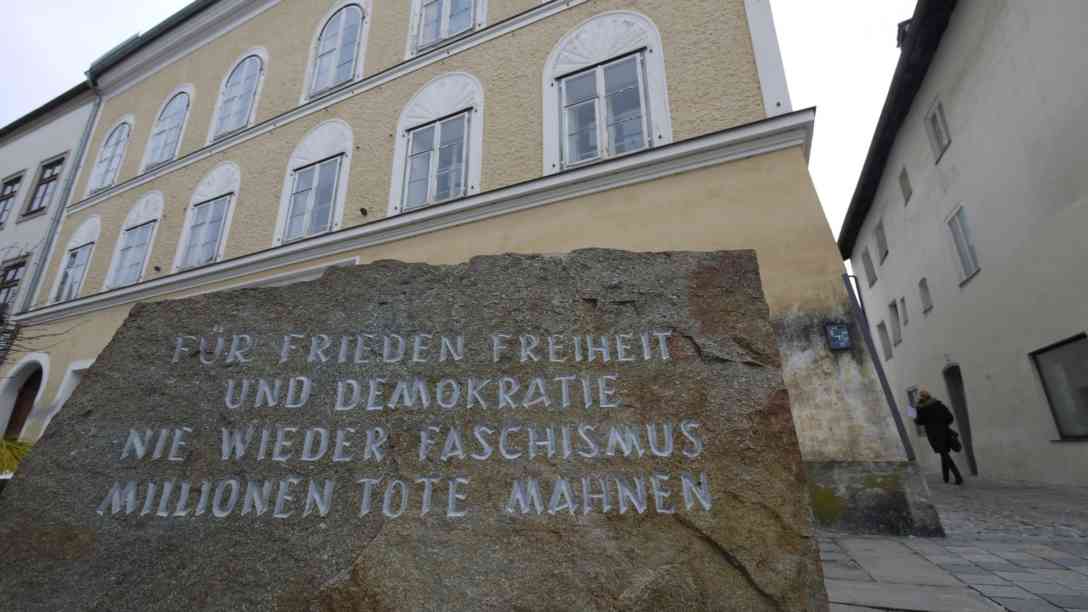 FÜR FRIEDEN FREIHEIT
UND DEMOKRATIE
NIE WIEDER FASCHISMUS
MILLIONEN TOTE MAHNEN